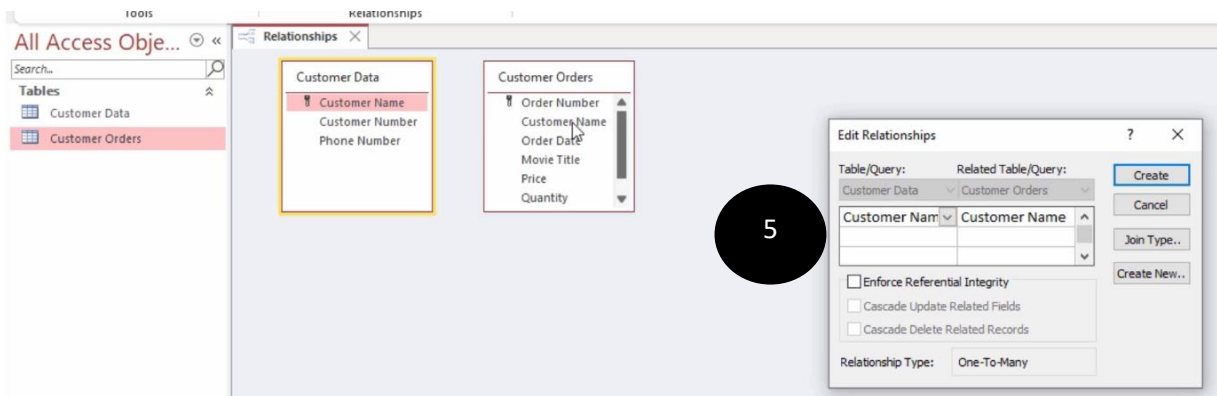 Tools Relationships
All Access Obje...
Search...
Tables
Customer Data
Customer Orders
Relationships
Customer Data
Customer Name
Customer Number
Phone Number
Customer Orders
Order Number
Customer Name
Order Date
Movie Title
Price
Quantity
5
Edit Relationships
Table/Query: Related Table/Query:
Customer Data Customer Orders
Customer Nam Customer Name
Enforce Referential Integrity
Cascade Update Related Fields
Cascade Delete Related Records
Relationship Type: One-To-Many
Create
Cancel
Join Type..
Create New..